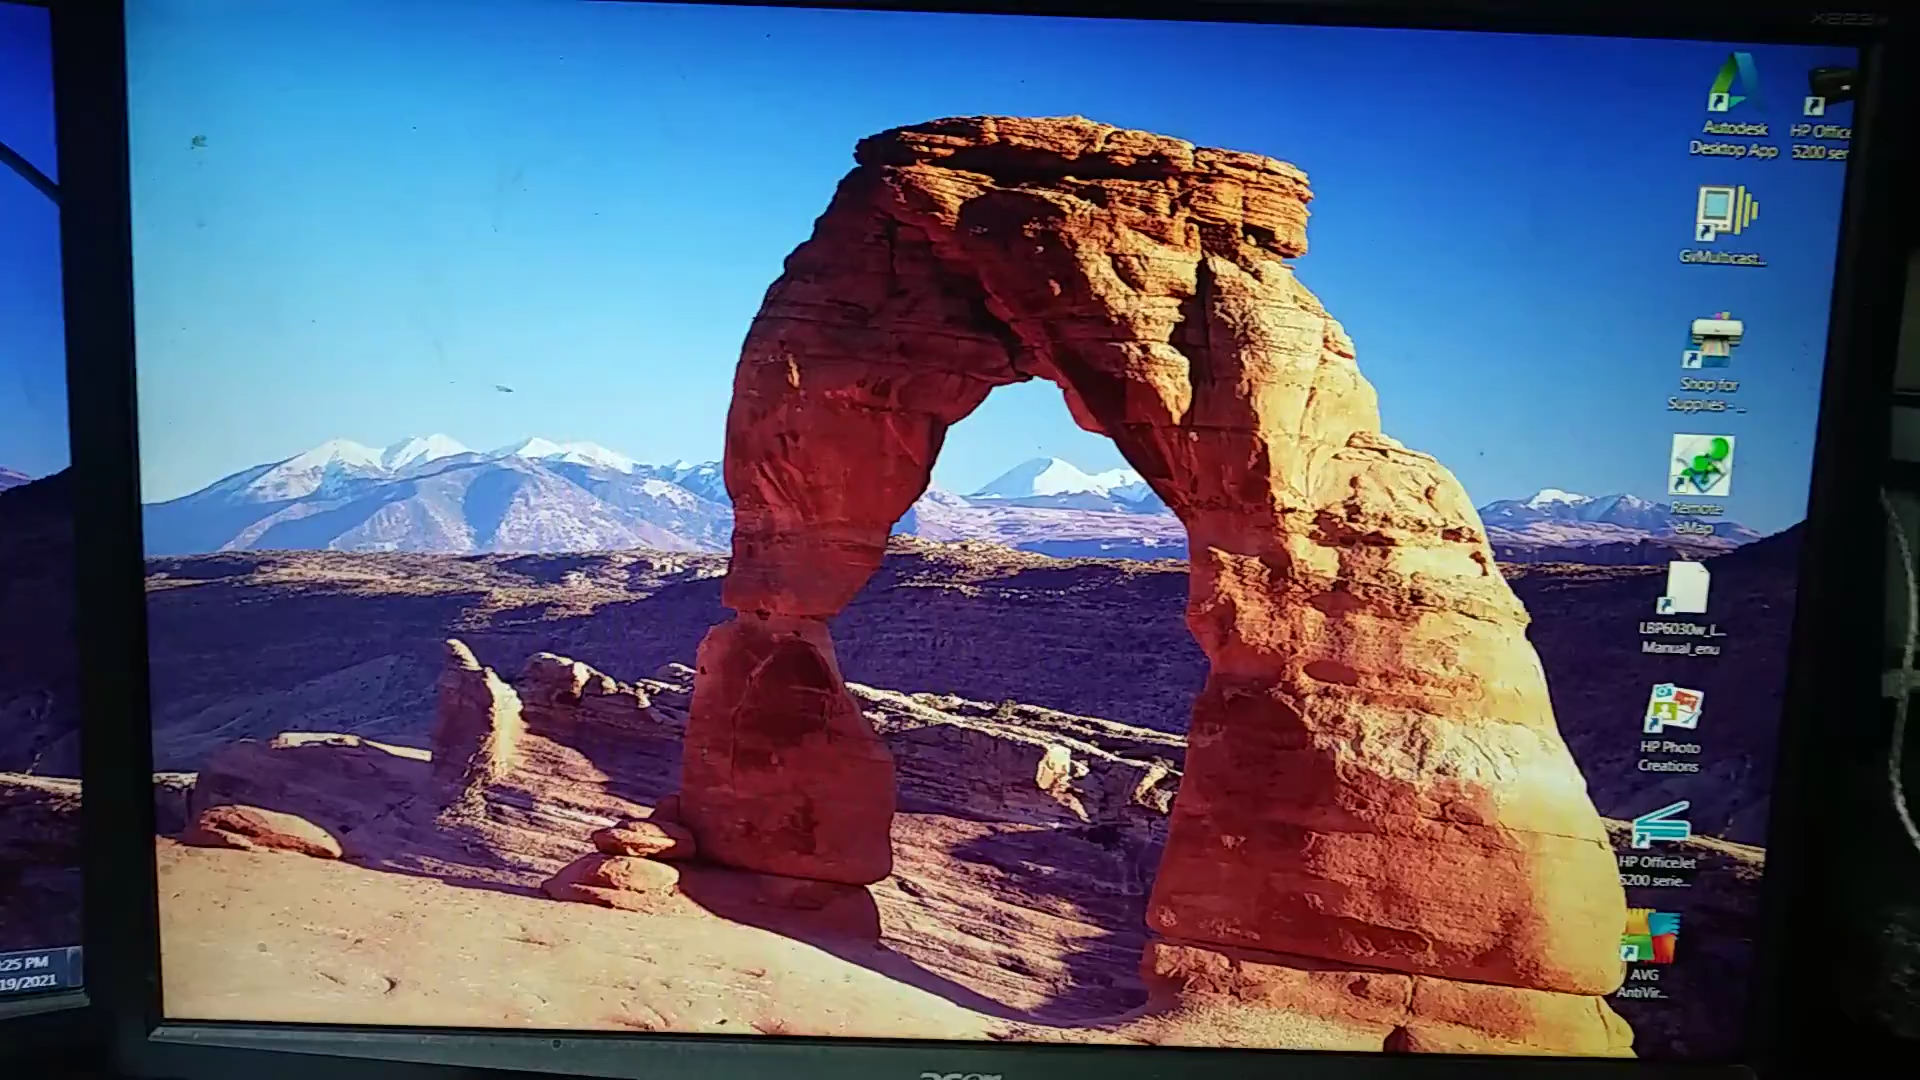 Autodesk
Desktop App
HP Office
5200 ser
GvMulticast...
Shop for
Supplies - ...
Remote
eMap
LBP6030w_L...
Manual_enu
HP Photo
Creations
HP OfficeJet
5200 serie...
AVG
AntiVir...
:25 PM
19/2021
acer